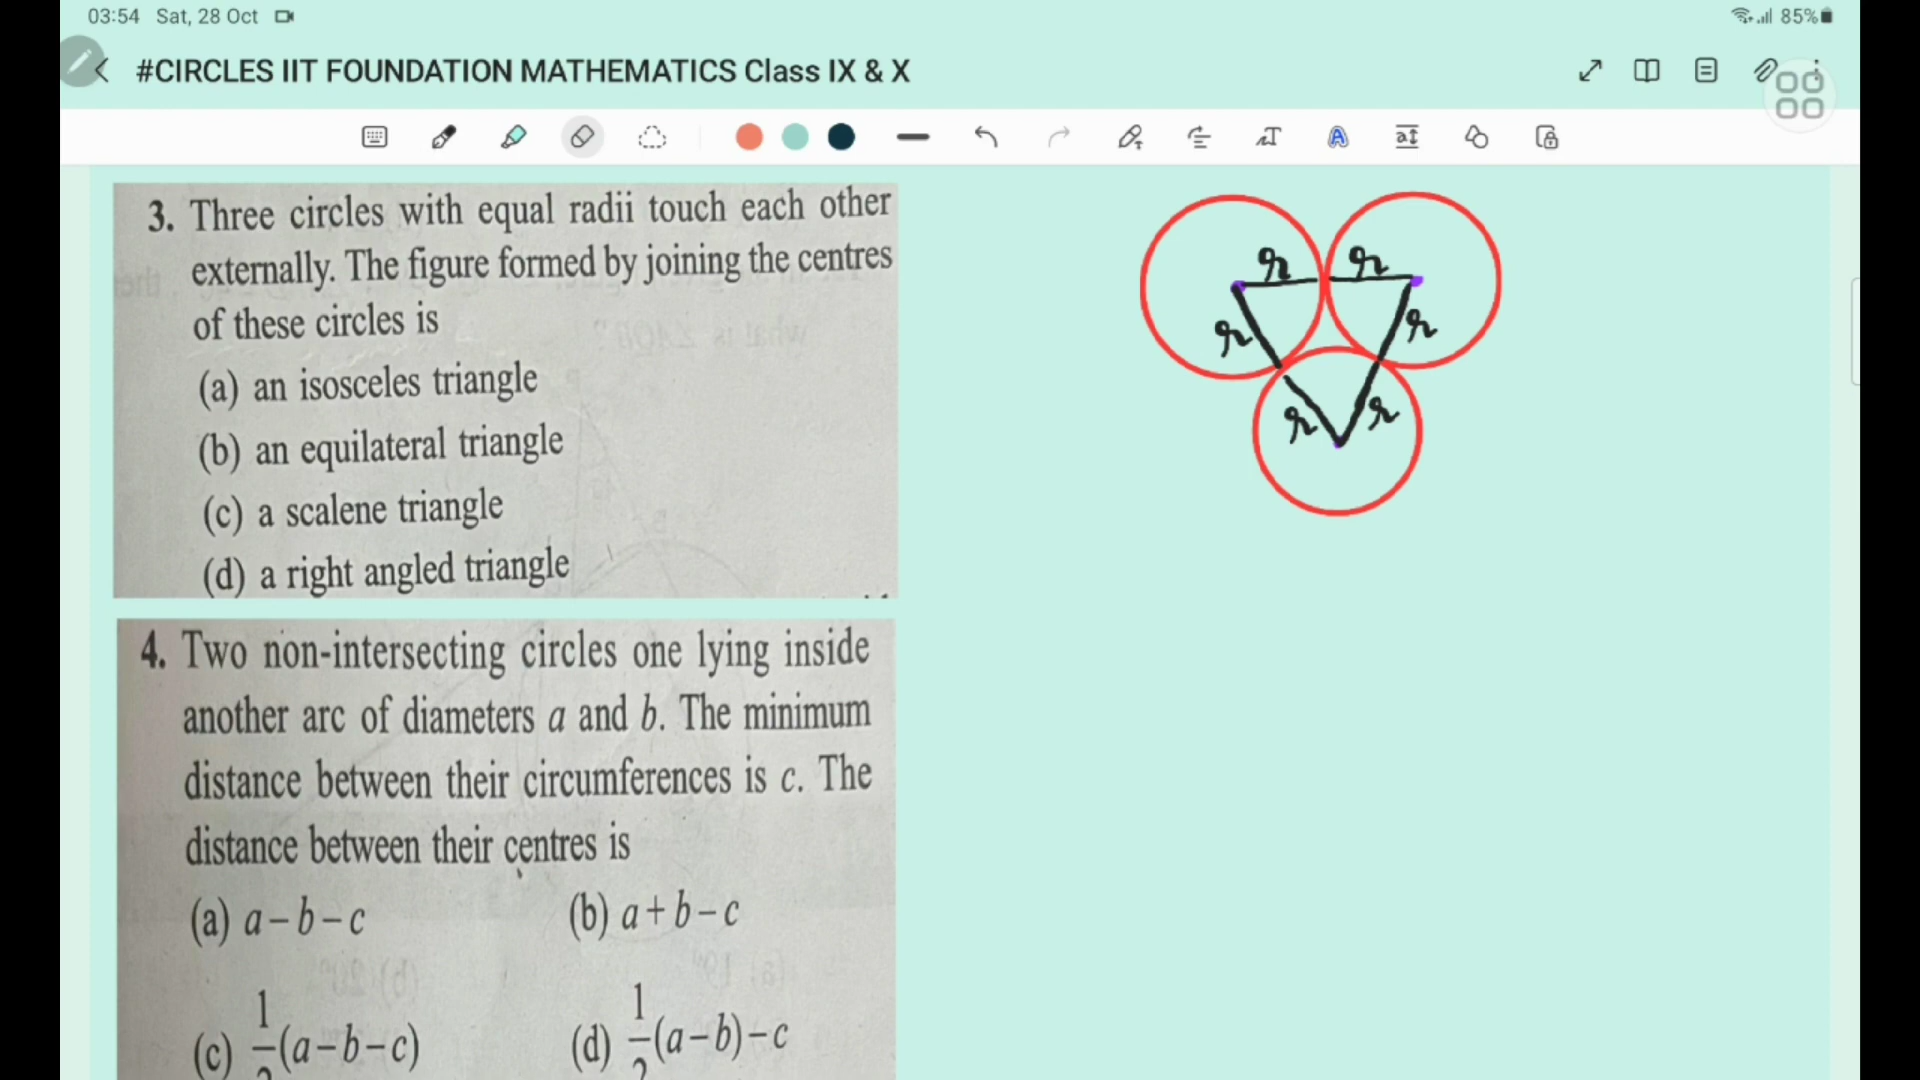 03:54 Sat, 28 Oct
85%
#CIRCLES IIT FOUNDATION MATHEMATICS Class IX & X
3. Three circles with equal radii touch each other
externally. The figure formed by joining the centres
of these circles is
(a) an isosceles triangle
(b) an equilateral triangle
(c) a scalene triangle
(d) a right angled triangle
r r
r r
r r
4. Two non-intersecting circles one lying inside
another arc of diameters a and b. The minimum
distance between their circumferences is c. The
distance between their centres is
(a) a – b – c (b) a + b – c
(c) 1/2 (a – b – c) (d) 1/2 (a – b) – c